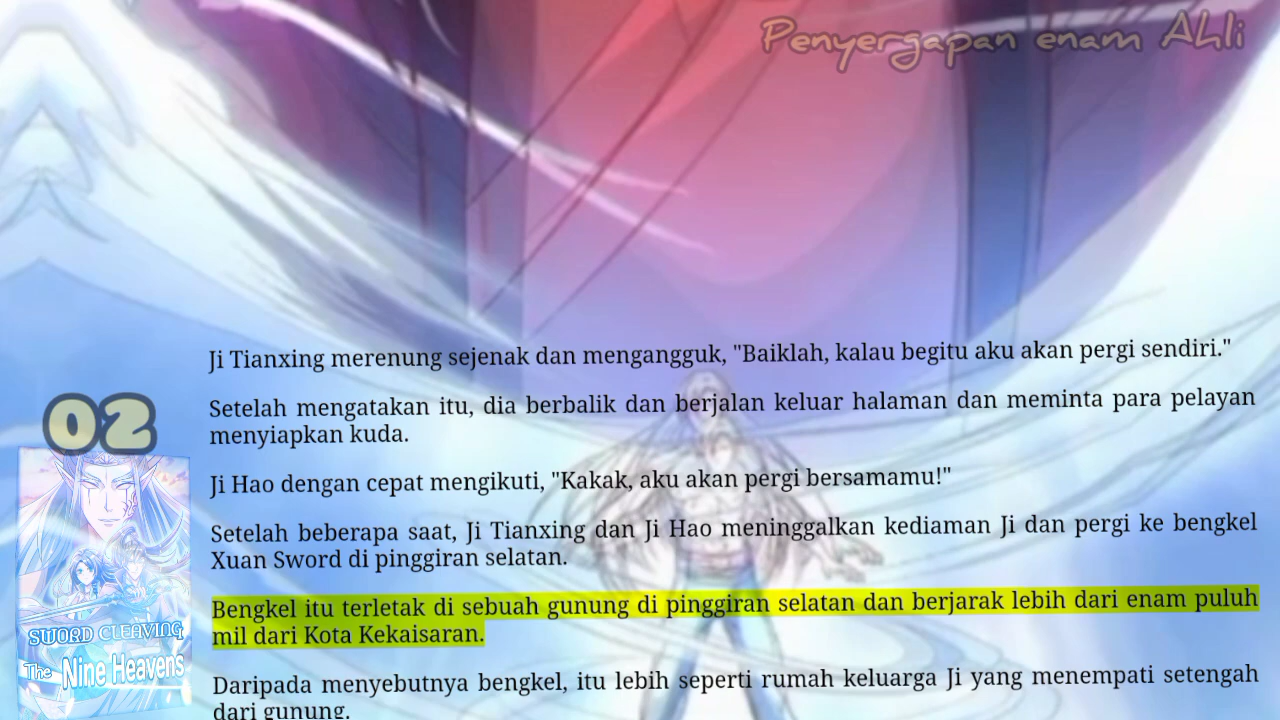 Penyergapan enam Ahli
Ji Tianxing merenung sejenak dan mengangguk, "Baiklah, kalau begitu aku akan pergi sendiri."
Setelah mengatakan itu, dia berbalik dan berjalan keluar halaman dan meminta para pelayan
menyiapkan kuda.
Ji Hao dengan cepat mengikuti, "Kakak, aku akan pergi bersamamu!"
Setelah beberapa saat, Ji Tianxing dan Ji Hao meninggalkan kediaman Ji dan pergi ke bengkel
Xuan Sword di pinggiran selatan.
Bengkel itu terletak di sebuah gunung di pinggiran selatan dan berjarak lebih dari enam puluh
mil dari Kota Kekaisaran.
Daripada menyebutnya bengkel, itu lebih seperti rumah keluarga Ji yang menempati setengah
dari gunung.
02
SWORD CLEAVING
The Nine Heavens